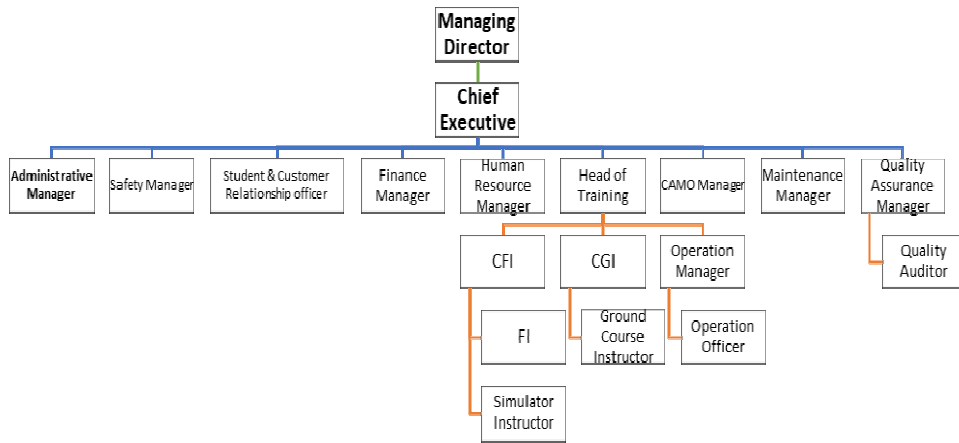 Managing
Director
Chief
Executive
Administrative
Manager
Safety Manager
Student & Customer
Relationship officer
Finance
Manager
Human
Resource
Manager
Head of
Training
CAMO Manager
Maintenance
Manager
Quality
Assurance
Manager
CFI
CGI
Operation
Manager
Quality
Auditor
FI
Ground
Course
Instructor
Operation
Officer
Simulator
Instructor